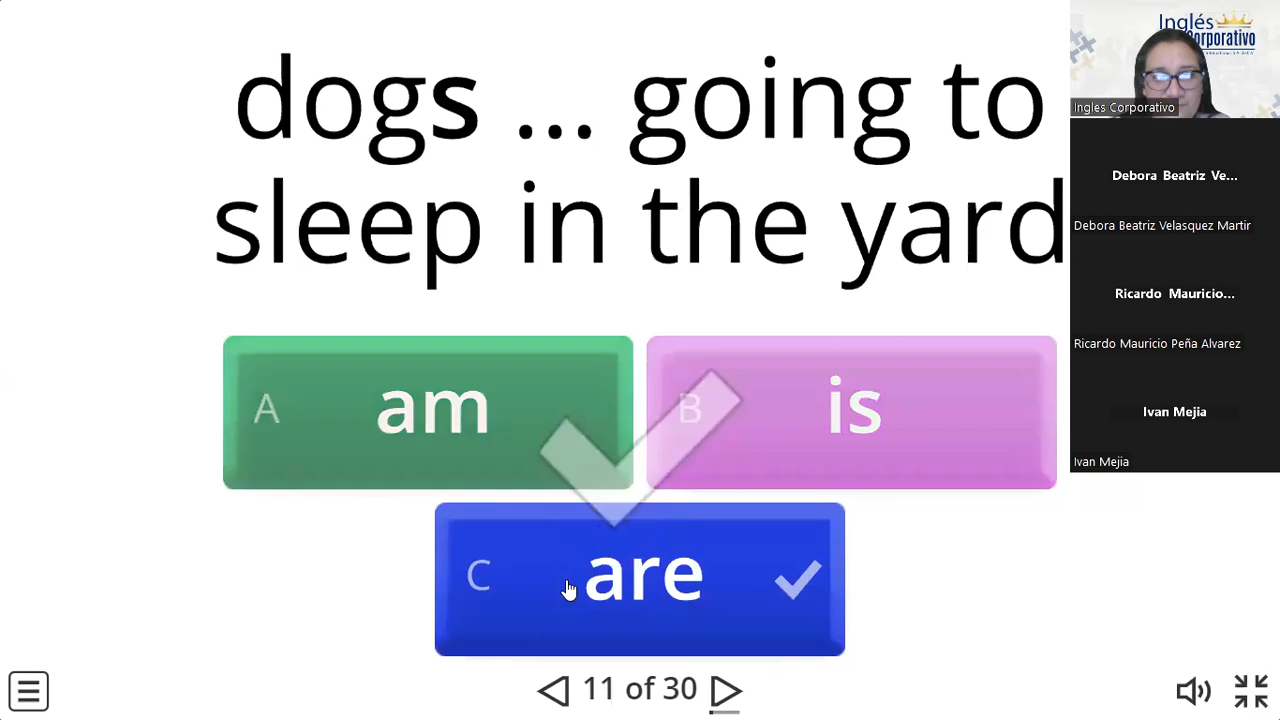 dogs ... going to
sleep in the yard
A am
B is
C are
11 of 30
Inglés
Corporativo
Ingles Corporativo
Debora Beatriz Ve...
Debora Beatriz Velasquez Martir
Ricardo Mauricio...
Ricardo Mauricio Peña Alvarez
Ivan Mejia
Ivan Mejia